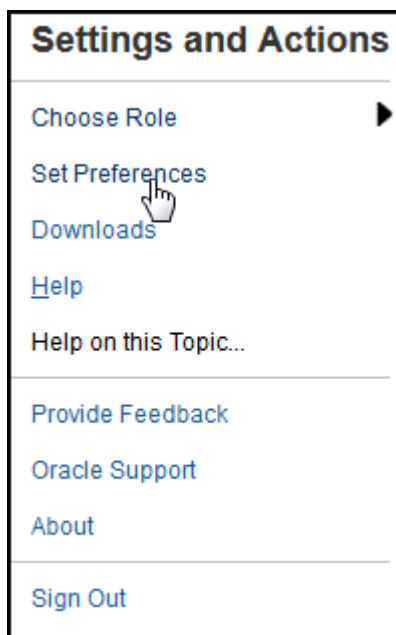 Settings and Actions
Choose Role
Set Preferences
Downloads
Help
Help on this Topic...
Provide Feedback
Oracle Support
About
Sign Out